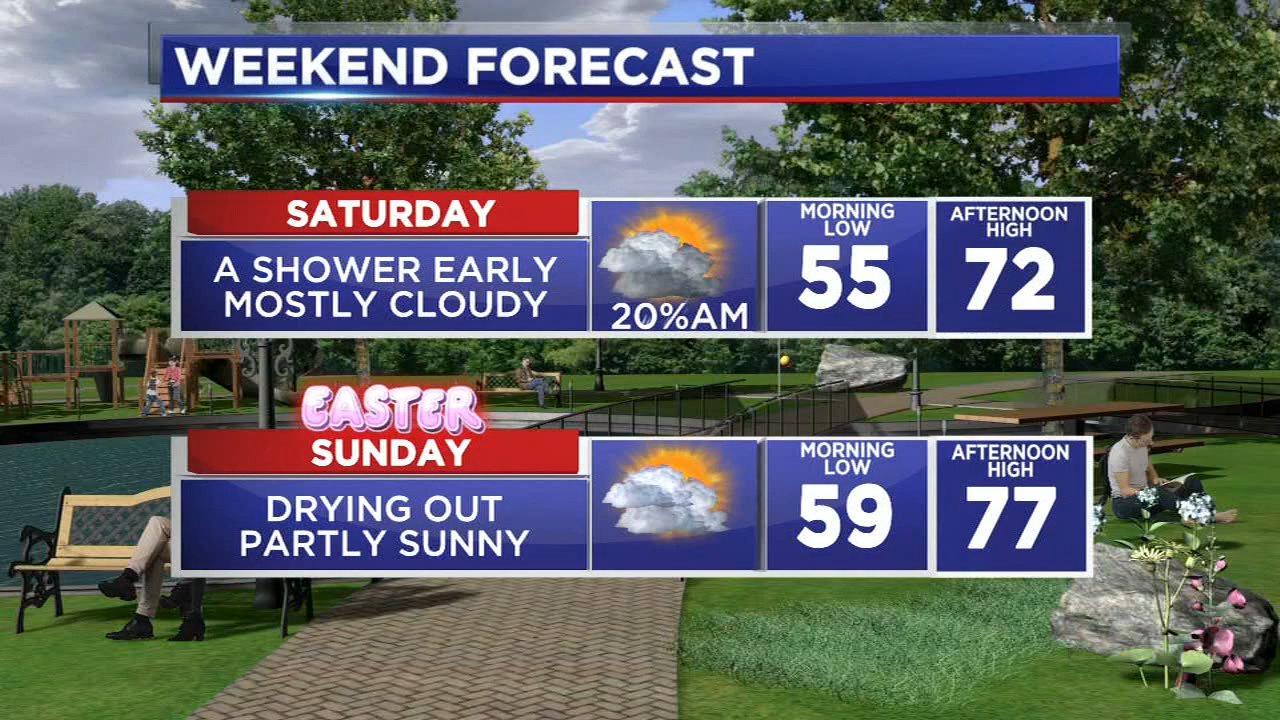 WEEKEND FORECAST
SATURDAY
A SHOWER EARLY
MOSTLY CLOUDY
20%AM
MORNING
LOW
55
AFTERNOON
HIGH
72
EASTER
SUNDAY
DRYING OUT
PARTLY SUNNY
MORNING
LOW
59
AFTERNOON
HIGH
77